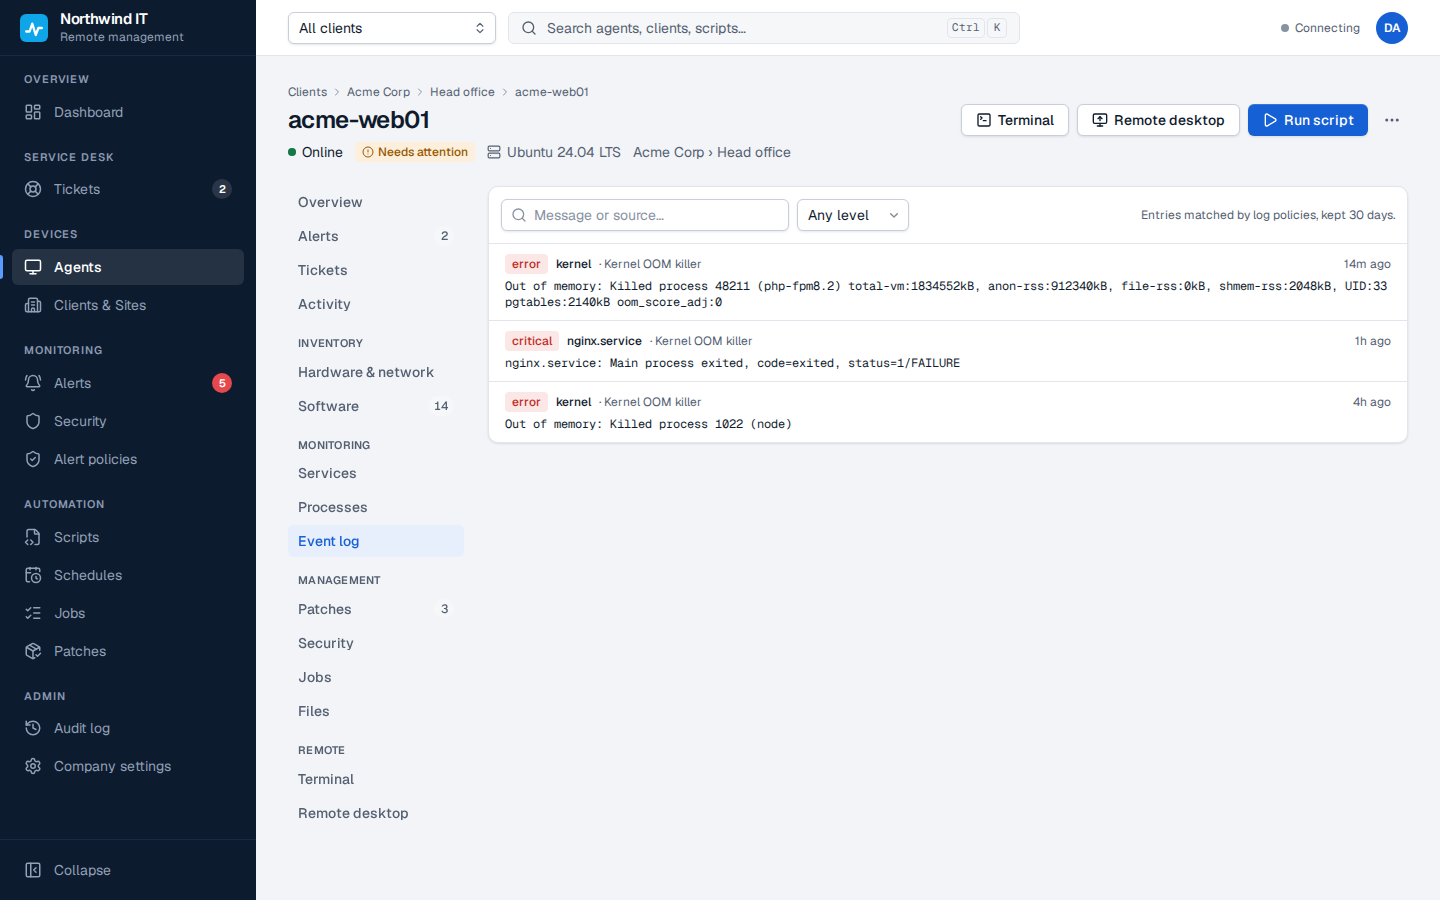 Northwind IT
Remote management
OVERVIEW
Dashboard
SERVICE DESK
Tickets 2
DEVICES
Agents
Clients & Sites
MONITORING
Alerts 5
Security
Alert policies
AUTOMATION
Scripts
Schedules
Jobs
Patches
ADMIN
Audit log
Company settings
Collapse
All clients
Search agents, clients, scripts... Ctrl K
Connecting
DA
Clients > Acme Corp > Head office > acme-web01
acme-web01
Terminal
Remote desktop
Run script
Online Needs attention Ubuntu 24.04 LTS Acme Corp › Head office
Overview
Alerts 2
Tickets
Activity
INVENTORY
Hardware & network
Software 14
MONITORING
Services
Processes
Event log
MANAGEMENT
Patches 3
Security
Jobs
Files
REMOTE
Terminal
Remote desktop
Message or source...
Any level
Entries matched by log policies, kept 30 days.
error kernel · Kernel OOM killer 14m ago
Out of memory: Killed process 48211 (php-fpm8.2) total-vm:1834552kB, anon-rss:912340kB, file-rss:0kB, shmem-rss:2048kB, UID:33
pgtables:2140kB oom_score_adj:0
critical nginx.service · Kernel OOM killer 1h ago
nginx.service: Main process exited, code=exited, status=1/FAILURE
error kernel · Kernel OOM killer 4h ago
Out of memory: Killed process 1022 (node)